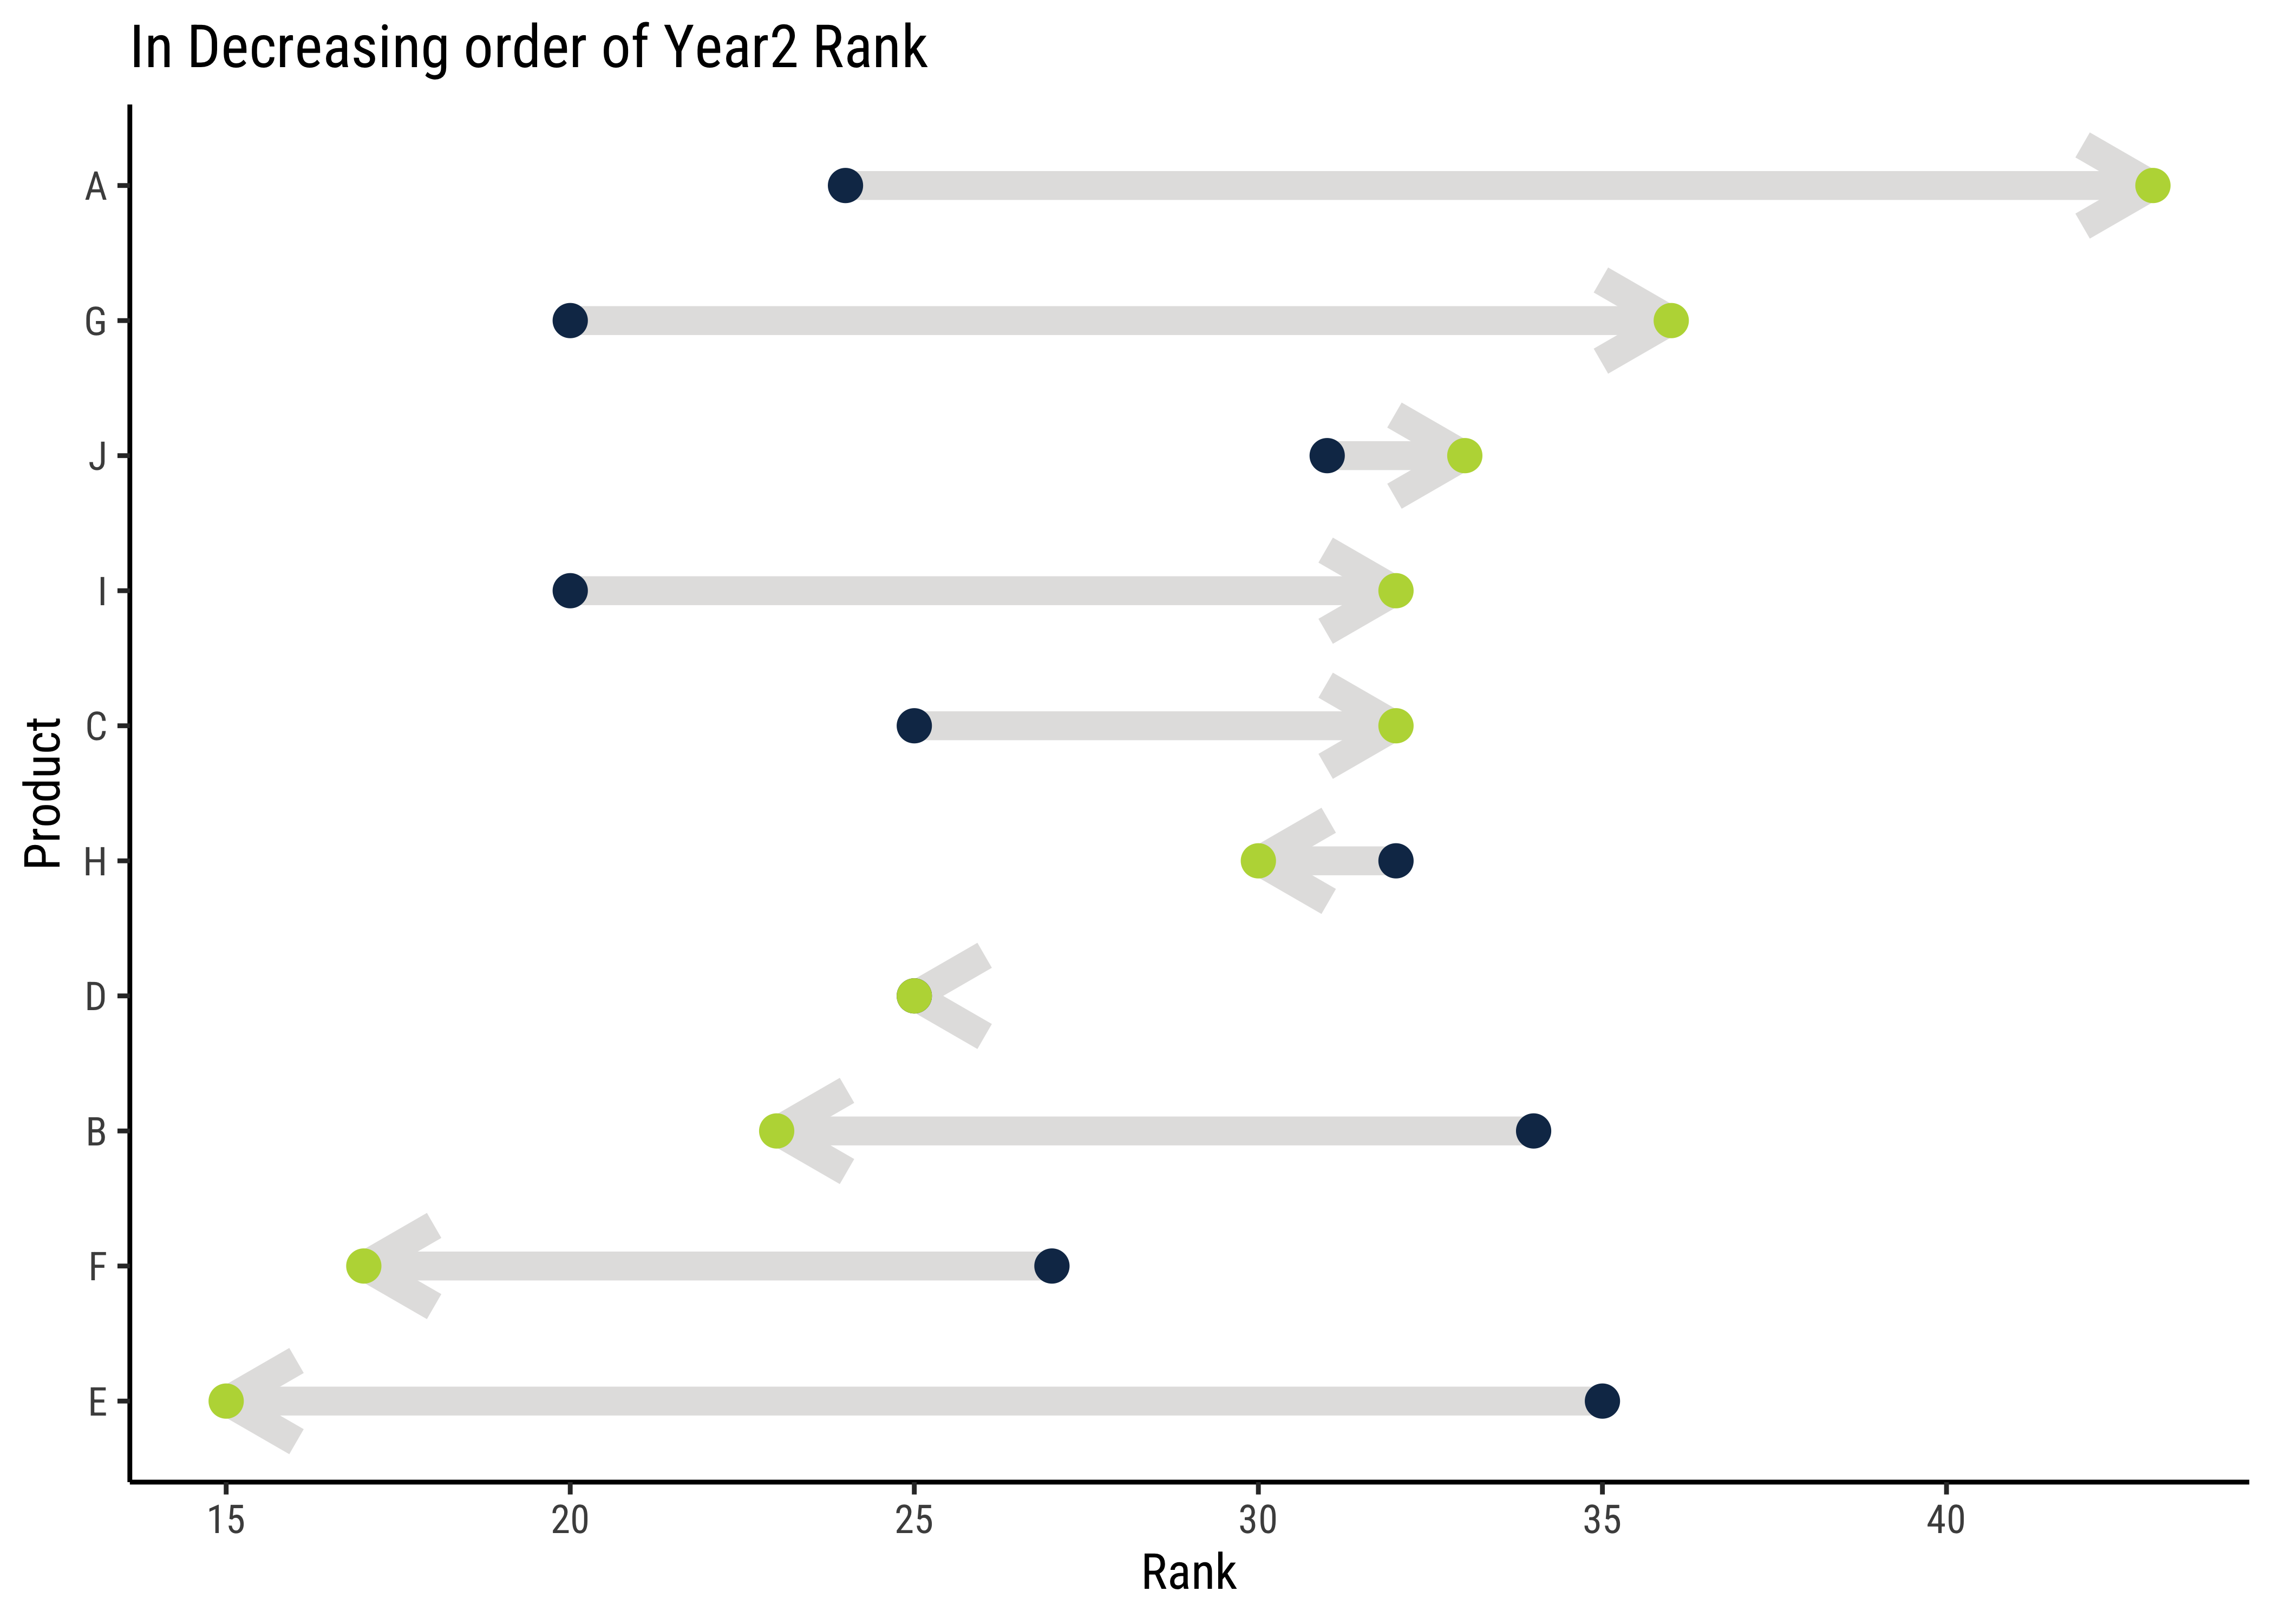 In Decreasing order of Year2 Rank
A
G
J
I
C
H
D
B
F
E
Product
15 20 25 30 35 40
Rank